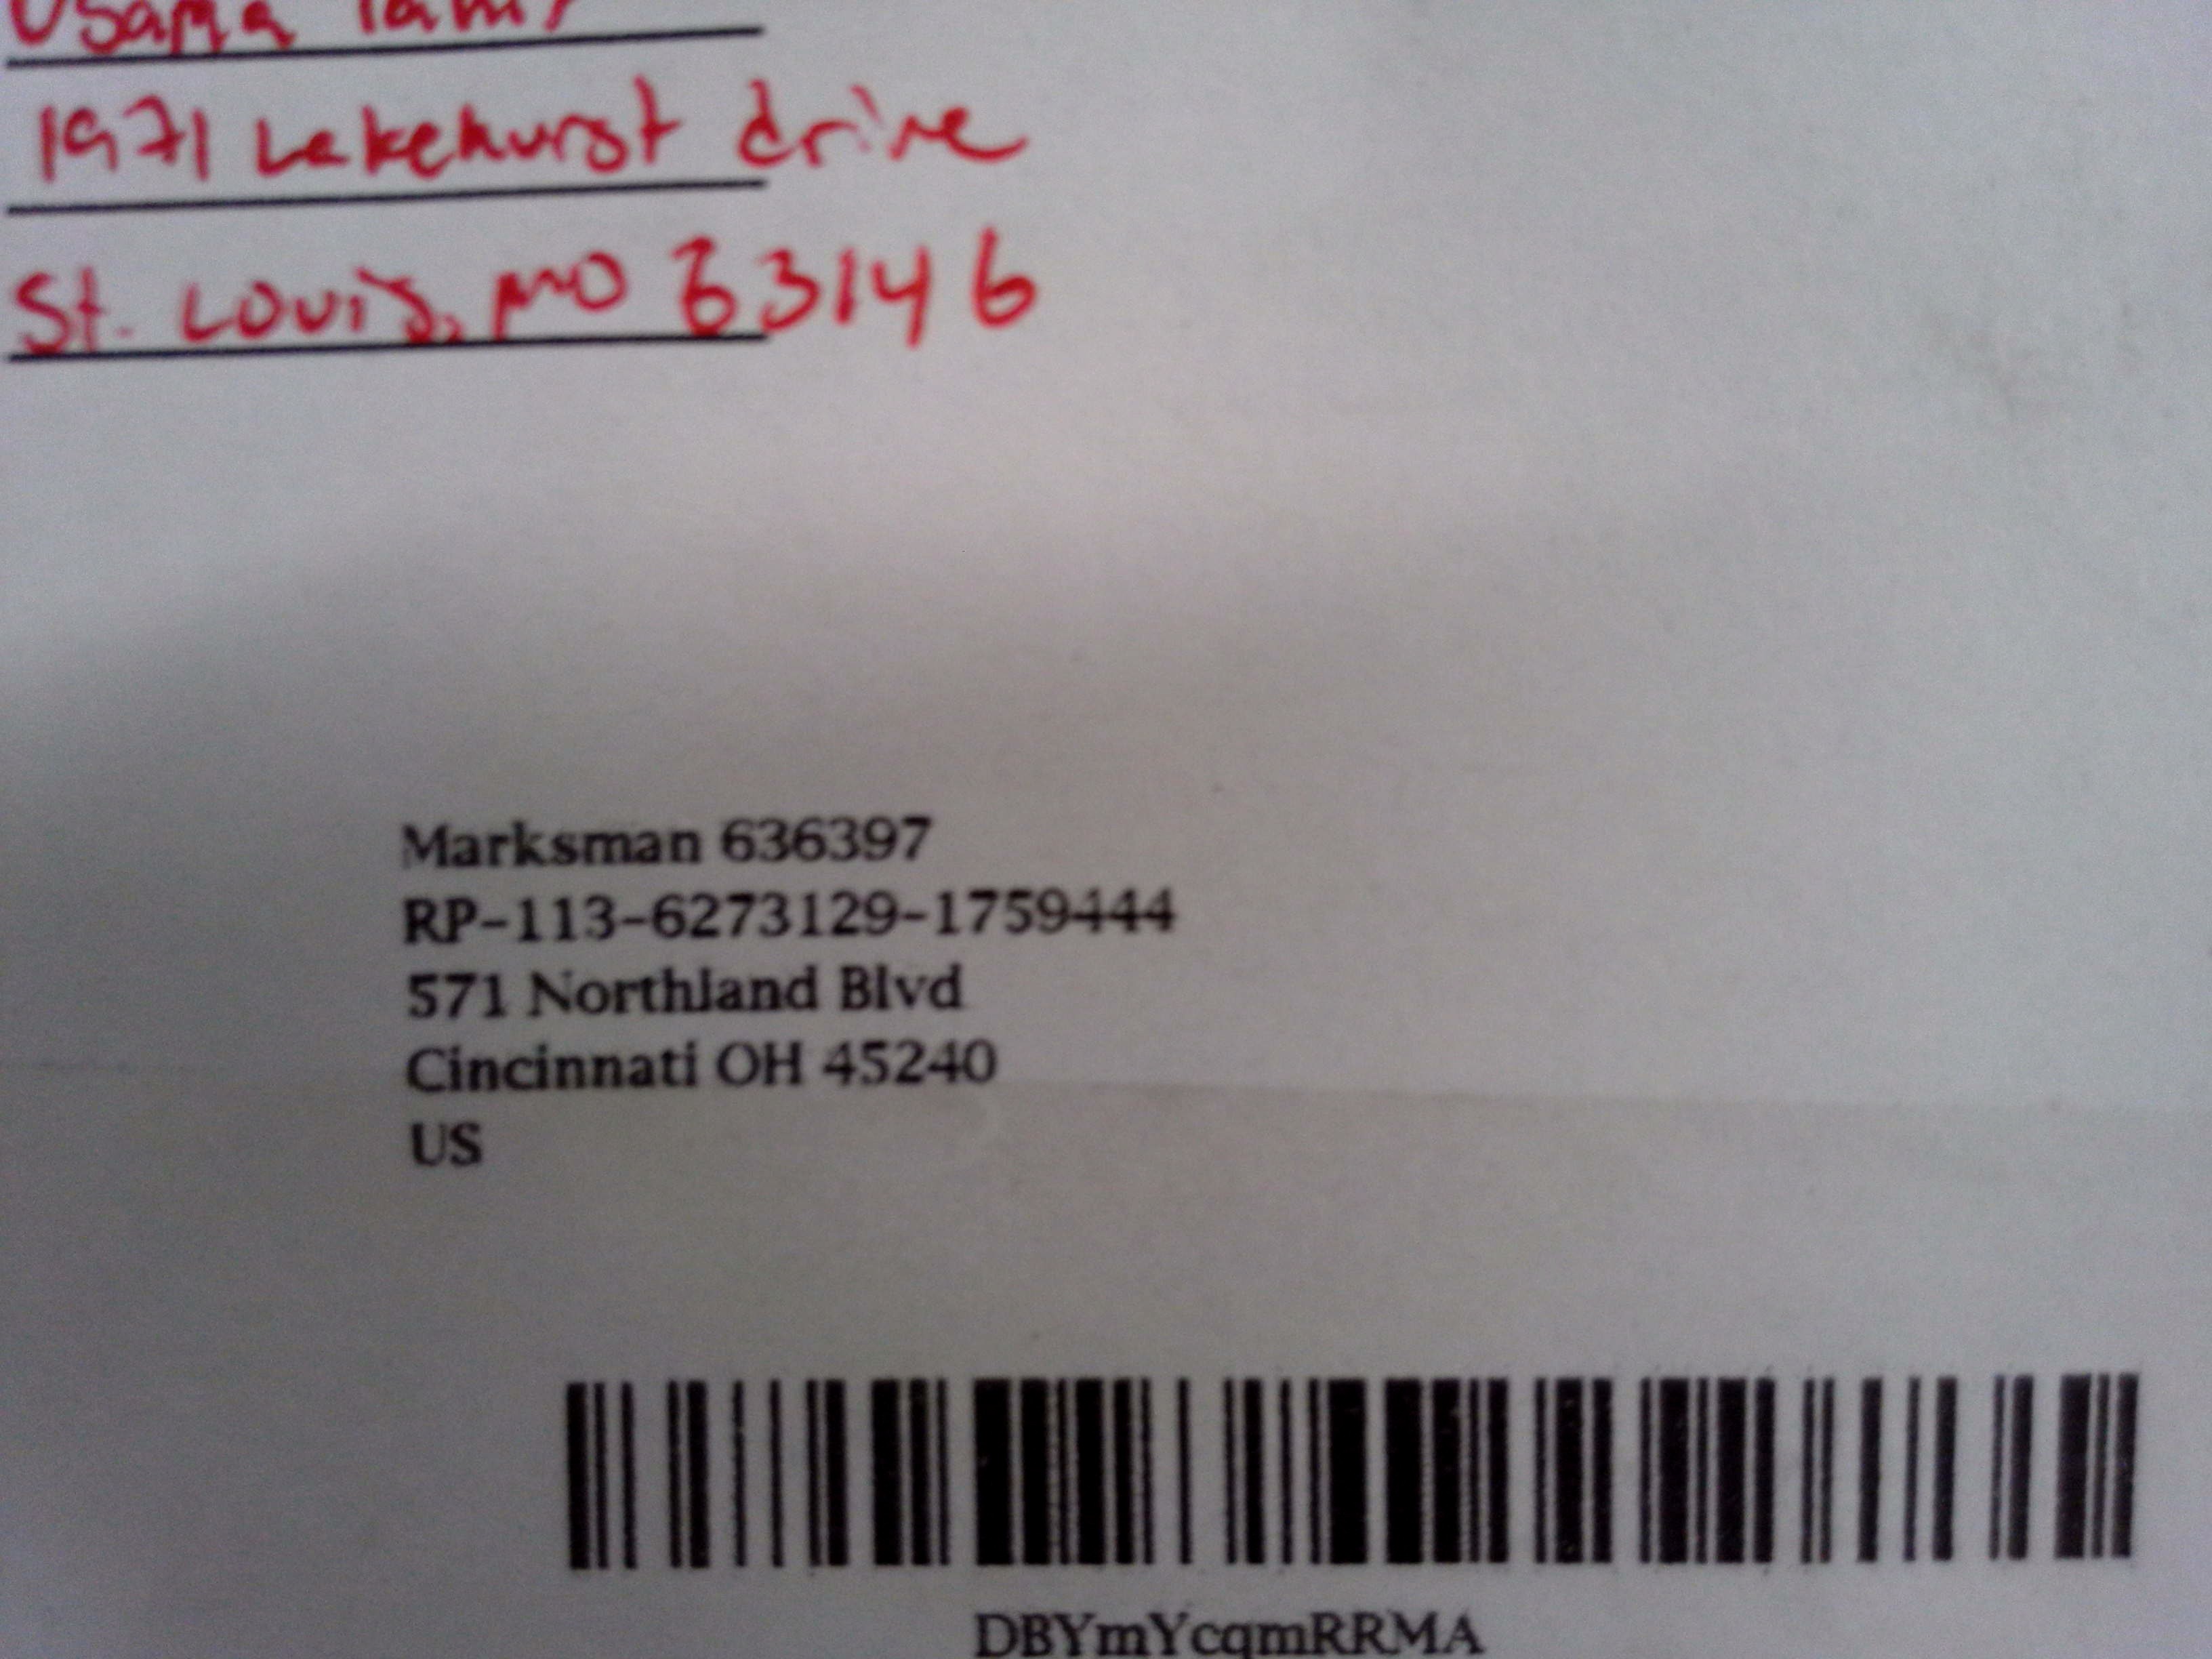 Usama
1971 Lakehurst drive
St. Louis, MO 63146
Marksman 636397
RP-113-6273129-1759444
571 Northland Blvd
Cincinnati OH 45240
US
DBYmYcqmRRMA